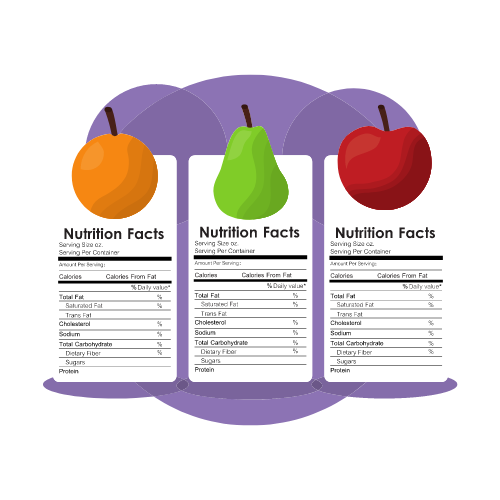 Nutrition Facts
Serving Size oz.
Serving Per Container
Amount Per Serving:
Calories Calories From Fat
% Daily value*
Total Fat %
Saturated Fat %
Trans Fat
Cholesterol %
Sodium %
Total Carbohydrate %
Dietary Fiber %
Sugars
Protein
Nutrition Facts
Serving Size oz.
Serving Per Container
Amount Per Serving:
Calories Calories From Fat
% Daily value*
Total Fat %
Saturated Fat %
Trans Fat
Cholesterol %
Sodium %
Total Carbohydrate %
Dietary Fiber %
Sugars
Protein
Nutrition Facts
Serving Size oz.
Serving Per Container
Amount Per Serving:
Calories Calories From Fat
% Daily value*
Total Fat %
Saturated Fat %
Trans Fat
Cholesterol %
Sodium %
Total Carbohydrate %
Dietary Fiber %
Sugars
Protein